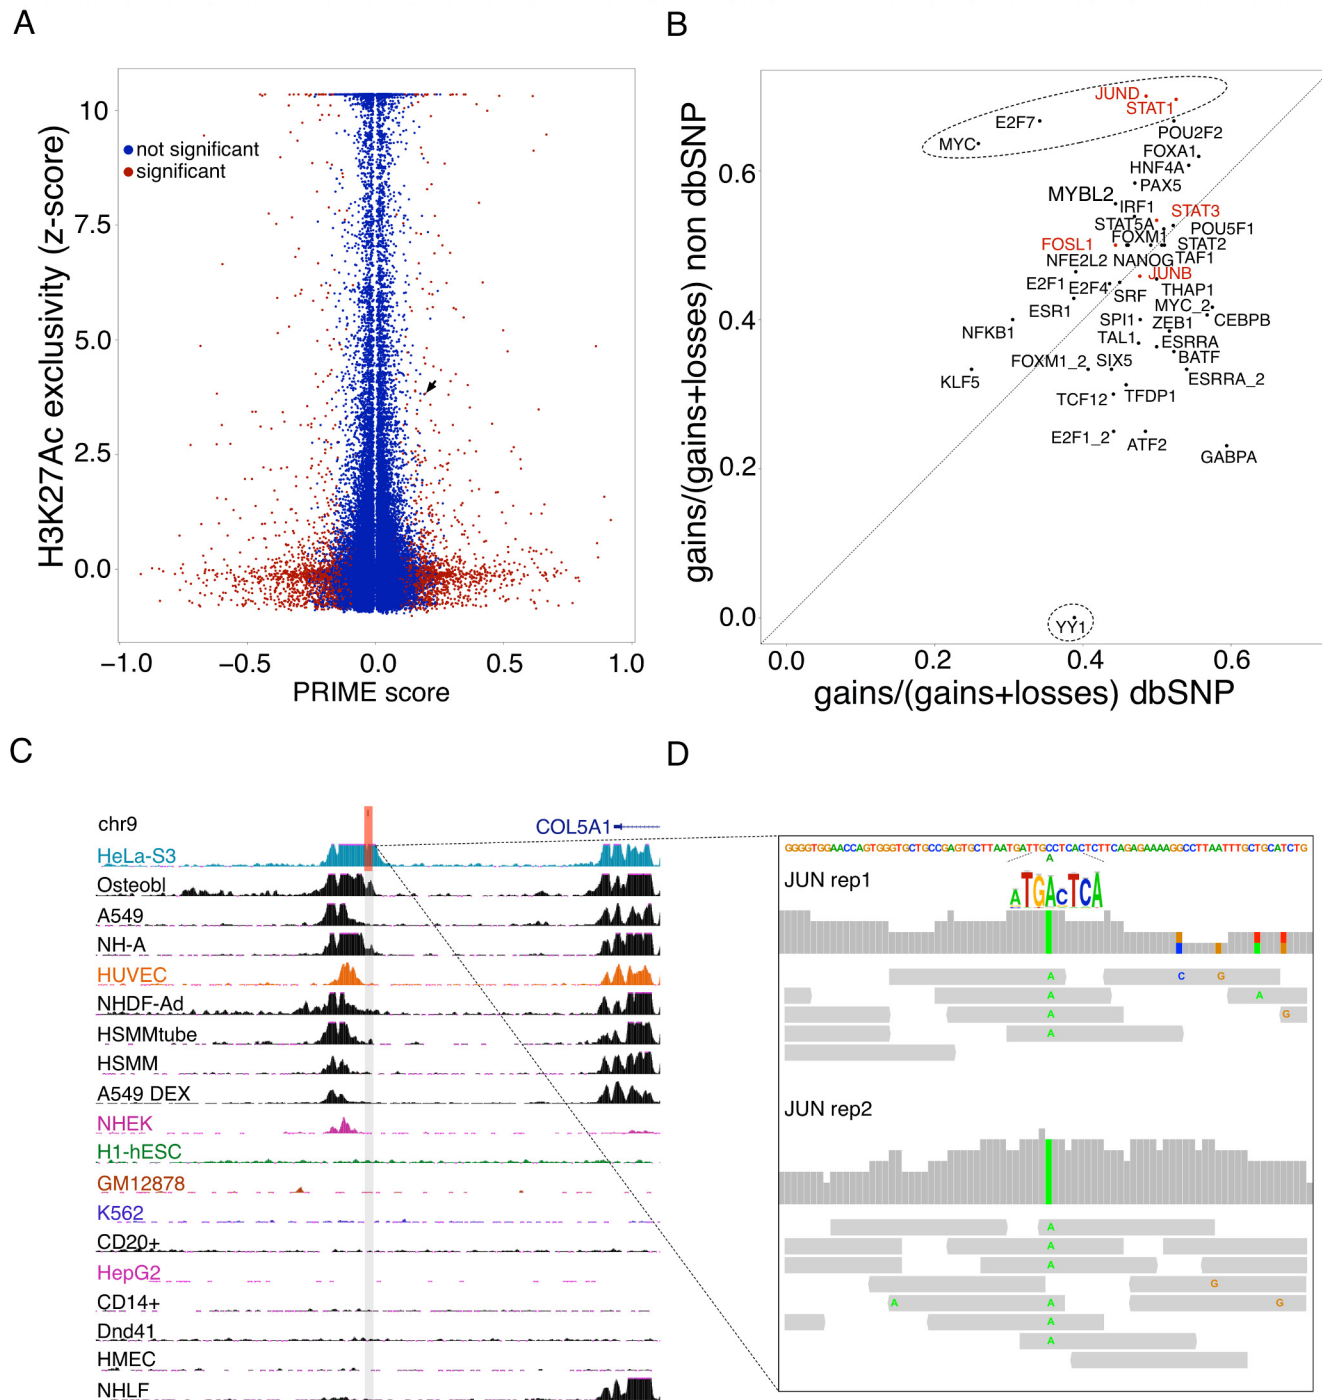 A
H3K27Ac exclusivity (z-score)
10
7.5
5.0
2.5
0.0
not significant
significant
−1.0
−0.5
0.0
0.5
1.0
PRIME score
B
gains/(gains+losses) non dbSNP
0.6
0.4
0.2
0.0
JUND
STAT1
E2F7
MYC
POU2F2
FOXA1
HNF4A
PAX5
MYBL2
IRF1
STAT3
STAT5A
POU5F1
FOXM1
FOSL1
STAT2
NFE2L2
NANOG
TAF1
JUNB
E2F1
E2F4
SRF
THAP1
ESR1
MYC_2
SPI1
ZEB1
CEBPB
NFKB1
TAL1
ESRRA
FOXM1_2
SIX5
BATF
KLF5
ESRRA_2
TCF12
TFDP1
E2F1_2
ATF2
GABPA
YY1
0.0
0.2
0.4
0.6
gains/(gains+losses) dbSNP
C
chr9
COL5A1
HeLa-S3
Osteobl
A549
NH-A
HUVEC
NHDF-Ad
HSMMtube
HSMM
A549 DEX
NHEK
H1-hESC
GM12878
K562
CD20+
HepG2
CD14+
Dnd41
HMEC
NHLF
D
GGGGTGGAACCAGTGGGTGCTGCCGAGTGCTTAATGATTGCCTCACTCTTCAGAGAAAAGGCCTTAATTTGCTGCATCTG
A
JUN rep1
ATGACTCA
A C G
A A
A G
A
JUN rep2
A
A
A
G
A A G
A
A